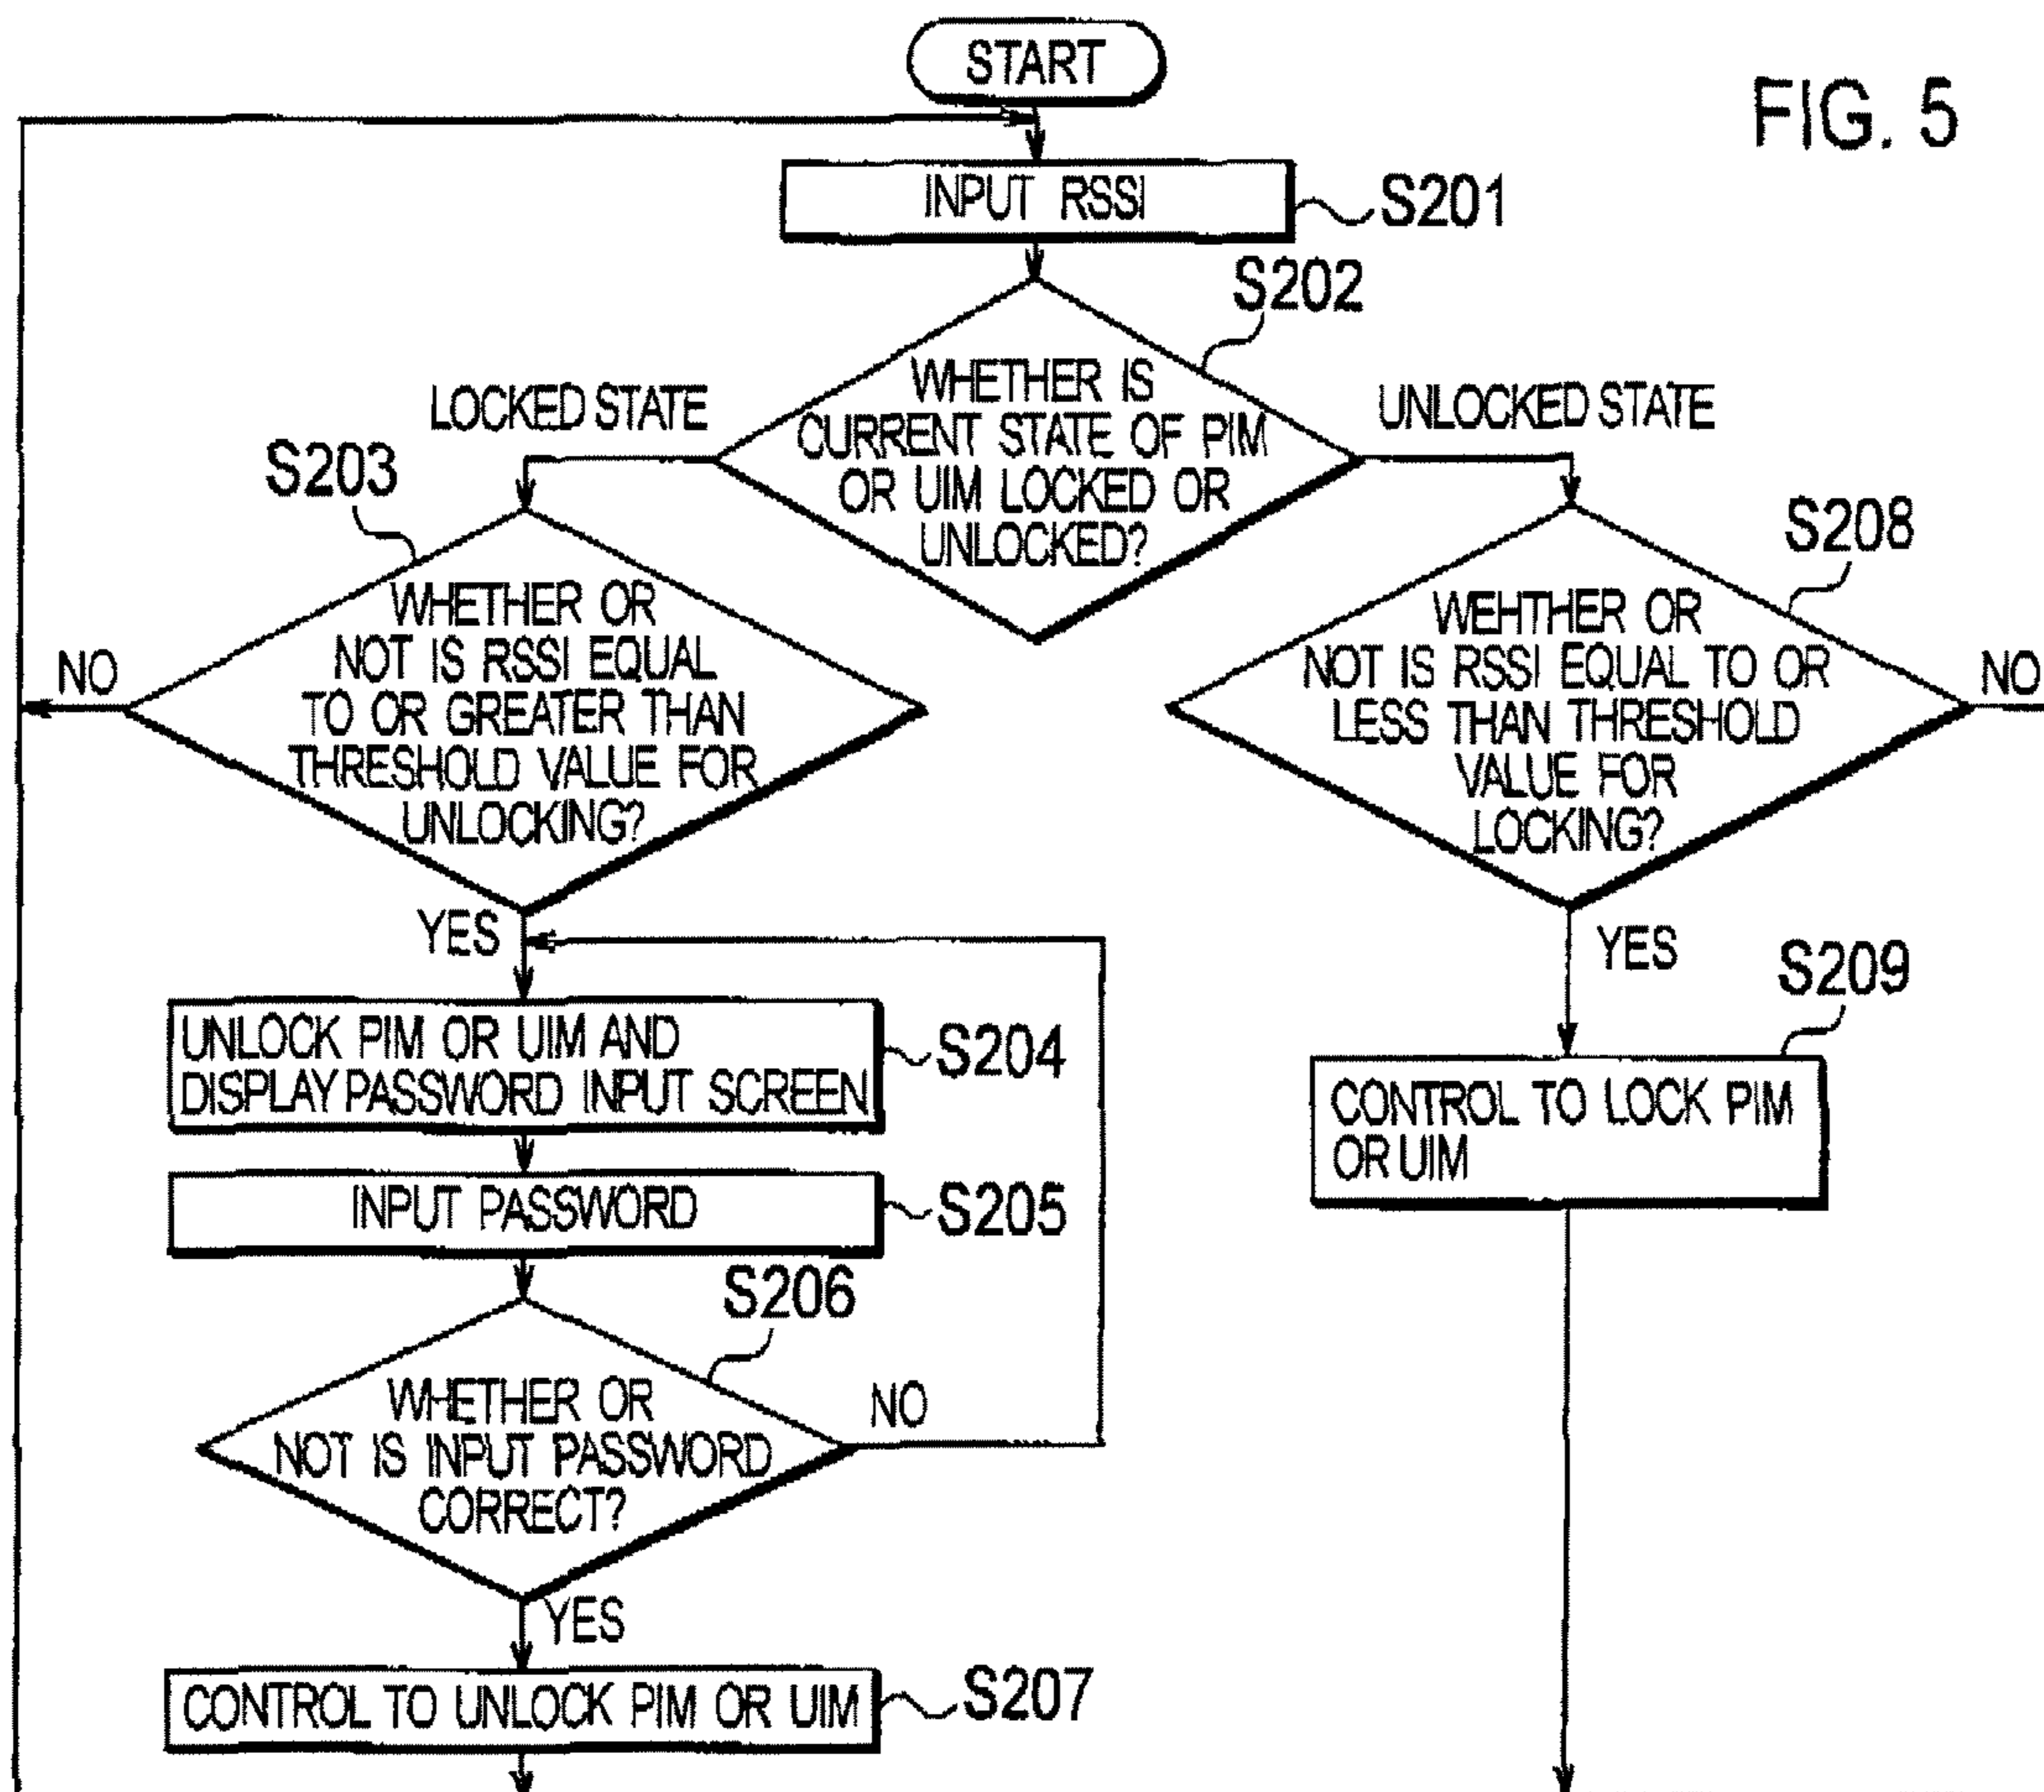 START
FIG. 5
INPUT RSSI
S201
S202
WHETHER IS
CURRENT STATE OF PIM
OR UIM LOCKED OR
UNLOCKED?
LOCKED STATE
UNLOCKED STATE
S203
WHETHER OR
NOT IS RSSI EQUAL
TO OR GREATER THAN
THRESHOLD VALUE FOR
UNLOCKING?
NO
YES
S208
WEHTHER OR
NOT IS RSSI EQUAL TO OR
LESS THAN THRESHOLD
VALUE FOR
LOCKING?
NO
YES
UNLOCK PIM OR UIM AND
DISPLAY PASSWORD INPUT SCREEN
S204
S209
CONTROL TO LOCK PIM
OR UIM
INPUT PASSWORD
S205
S206
WHETHER OR
NOT IS INPUT PASSWORD
CORRECT?
NO
YES
CONTROL TO UNLOCK PIM OR UIM
S207